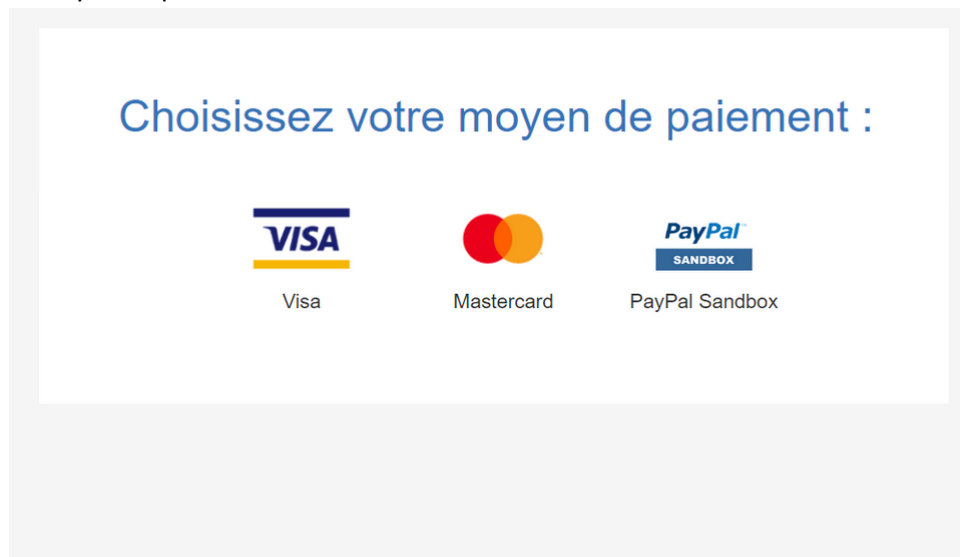 Choisissez votre moyen de paiement :
VISA
PayPal
SANDBOX
Visa
Mastercard
PayPal Sandbox